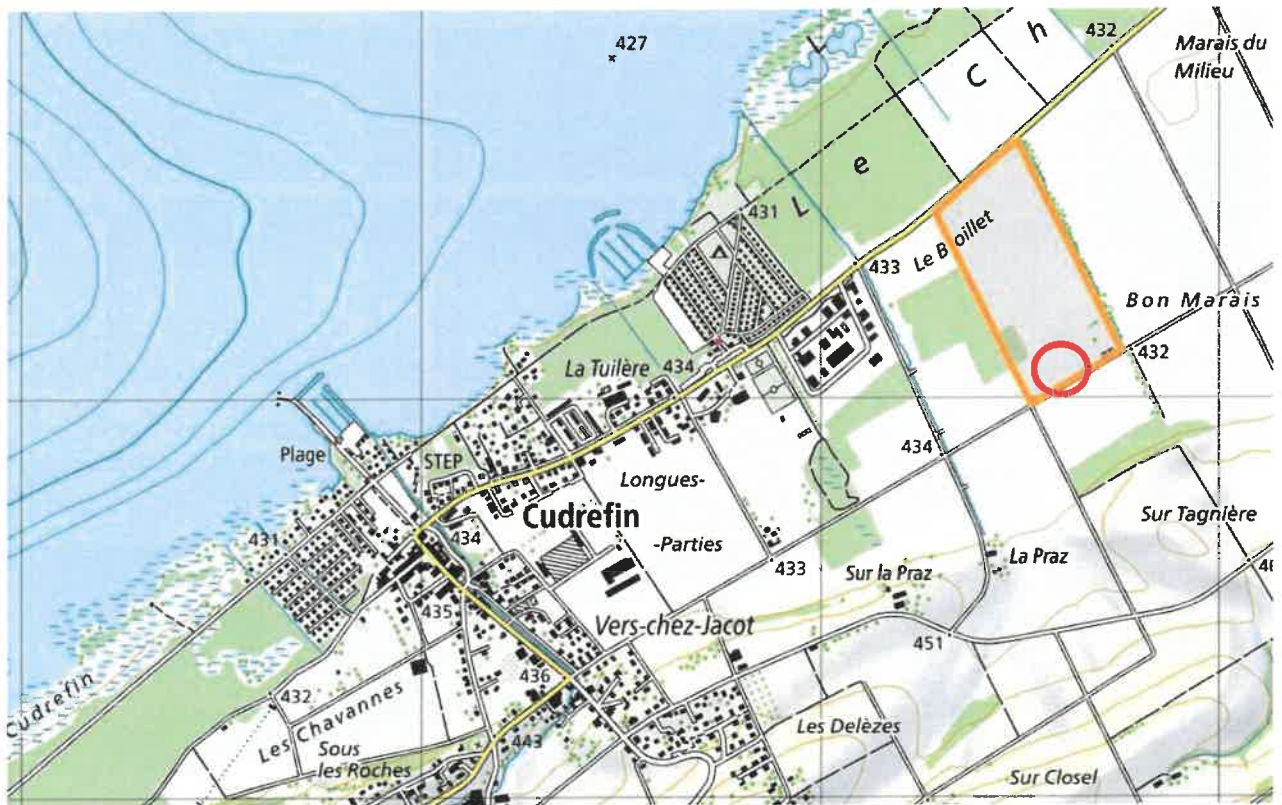 427
432
Marais du
Milieu
h
C
e
L
L
431
433
Le B oillet
Bon Marais
432
La Tuilère
434
Plage
STEP
Longues-
434
Cudrefin
Sur Tagnière
431
434
-Parties
433
Sur la Praz
La Praz
435
Vers-chez-Jacot
451
436
432
Les Chavannes
Cudrefin
Sous
les Roches
443
Les Delèzes
Sur Closel